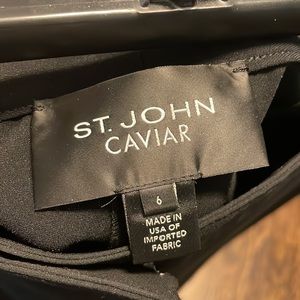 ST. JOHN
CAVIAR
6
MADE IN
USA OF
IMPORTED
FABRIC